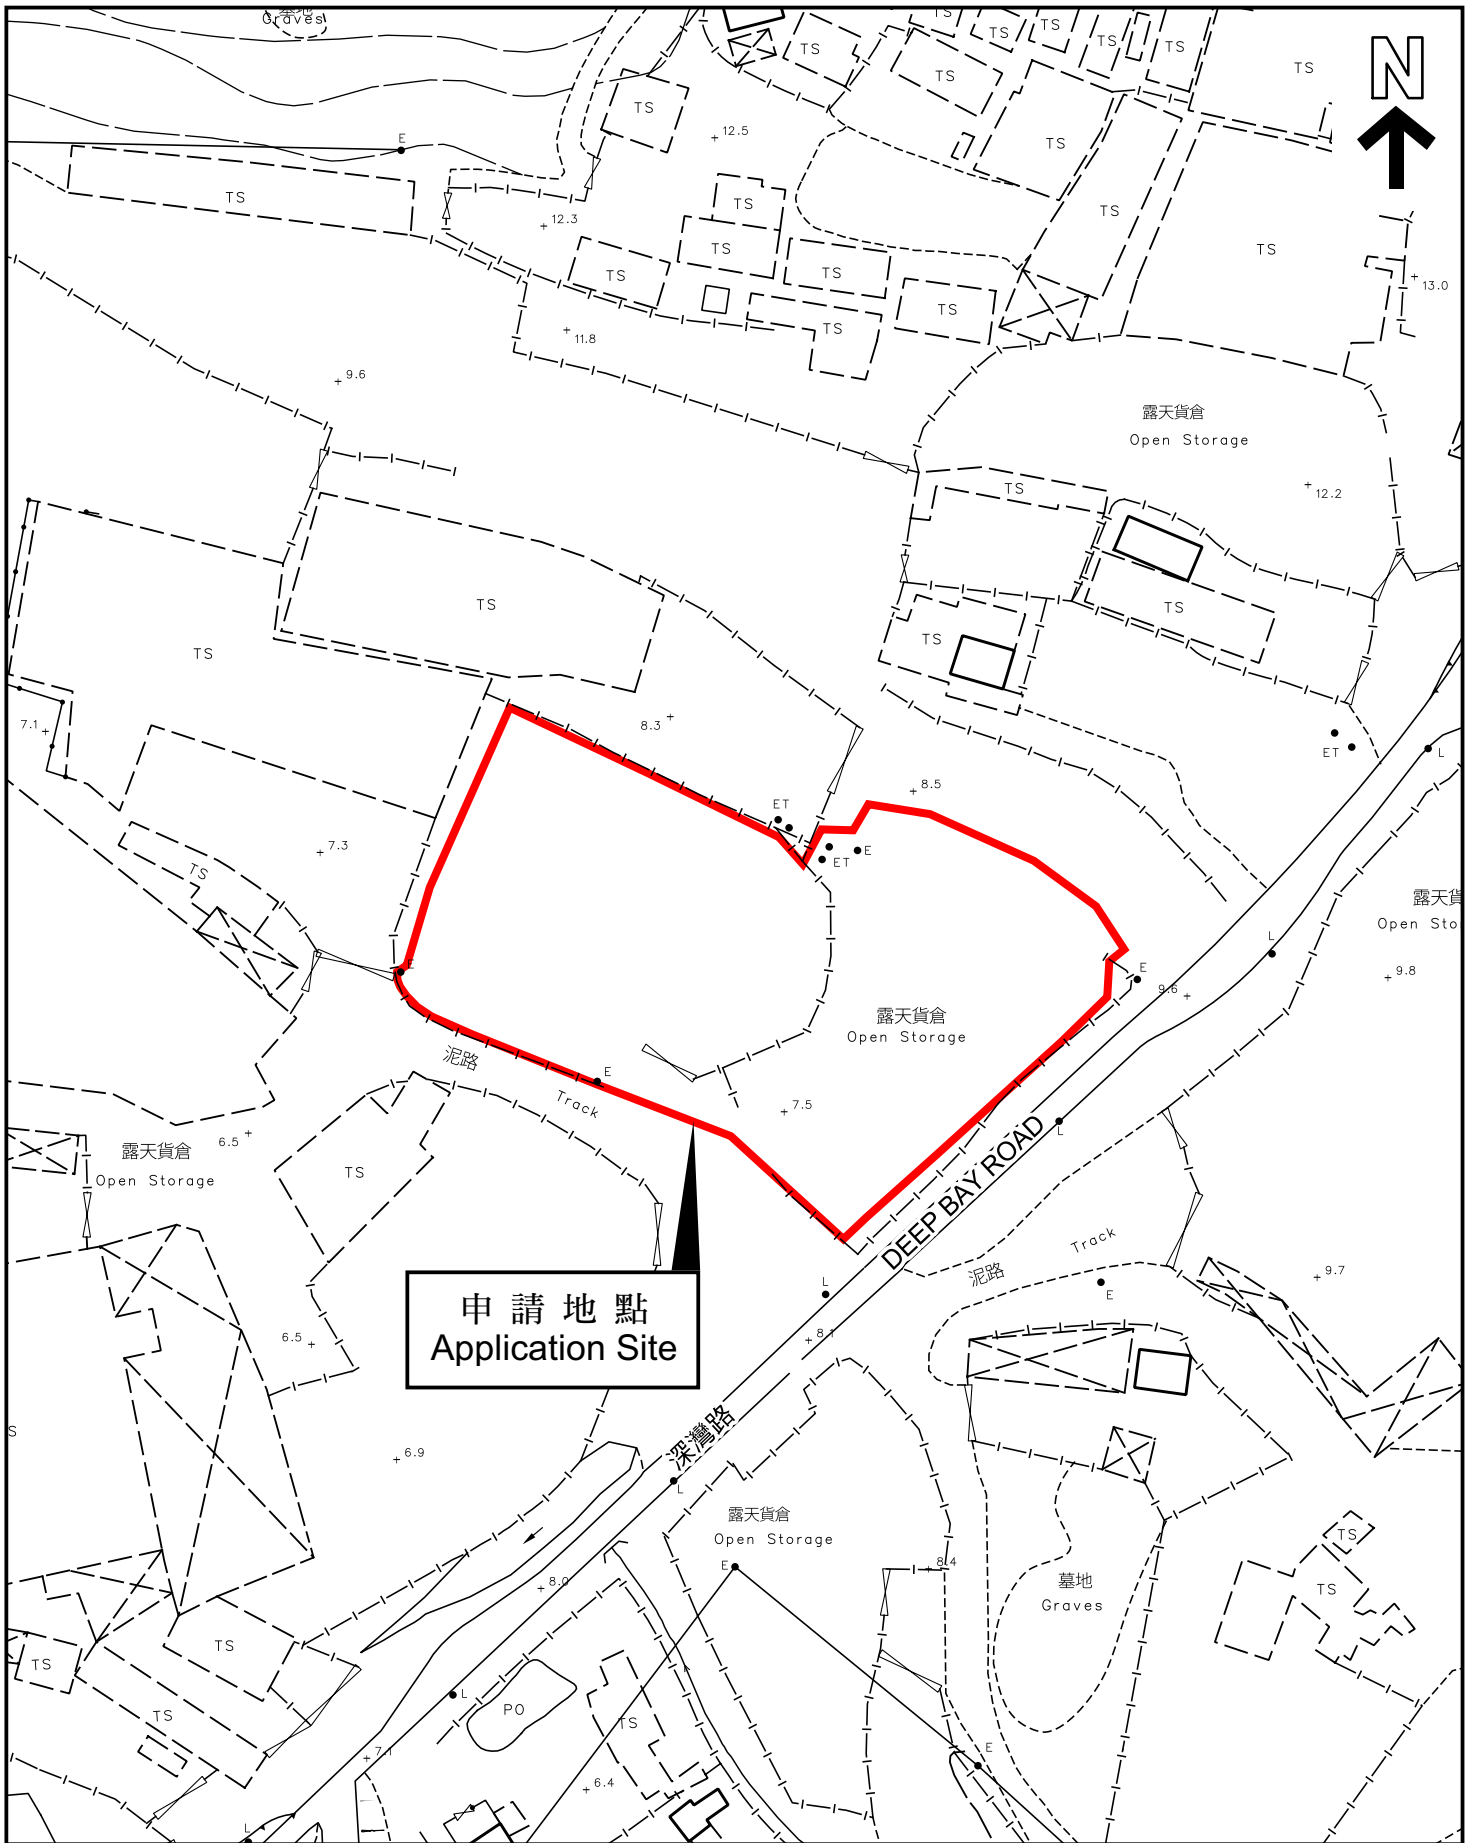 墓地
Graves
N
TS
TS
TS
TS
TS
TS
TS
TS
TS
TS
12.5
E
TS
TS
TS
12.3
TS
TS
TS
TS
TS
TS
TS
13.0
11.8
9.6
露天貨倉
Open Storage
TS
12.2
TS
TS
TS
TS
TS
7.1
8.3
ET
L
8.5
ET
7.3
E
ET
TS
露天貨
Open Sto
L
E
E
9.8
9.6
露天貨倉
Open Storage
泥路
Track
E
7.5
6.5
露天貨倉
Open Storage
TS
L
DEEP BAY ROAD
Track
泥路
E
9.7
L
申請地點
Application Site
6.5
8.1
S
6.9
深灣路
L
露天貨倉
Open Storage
E
8.4
8.0
墓地
Graves
TS
TS
TS
TS
L
PO
TS
TS
7.1
E
6.4
L